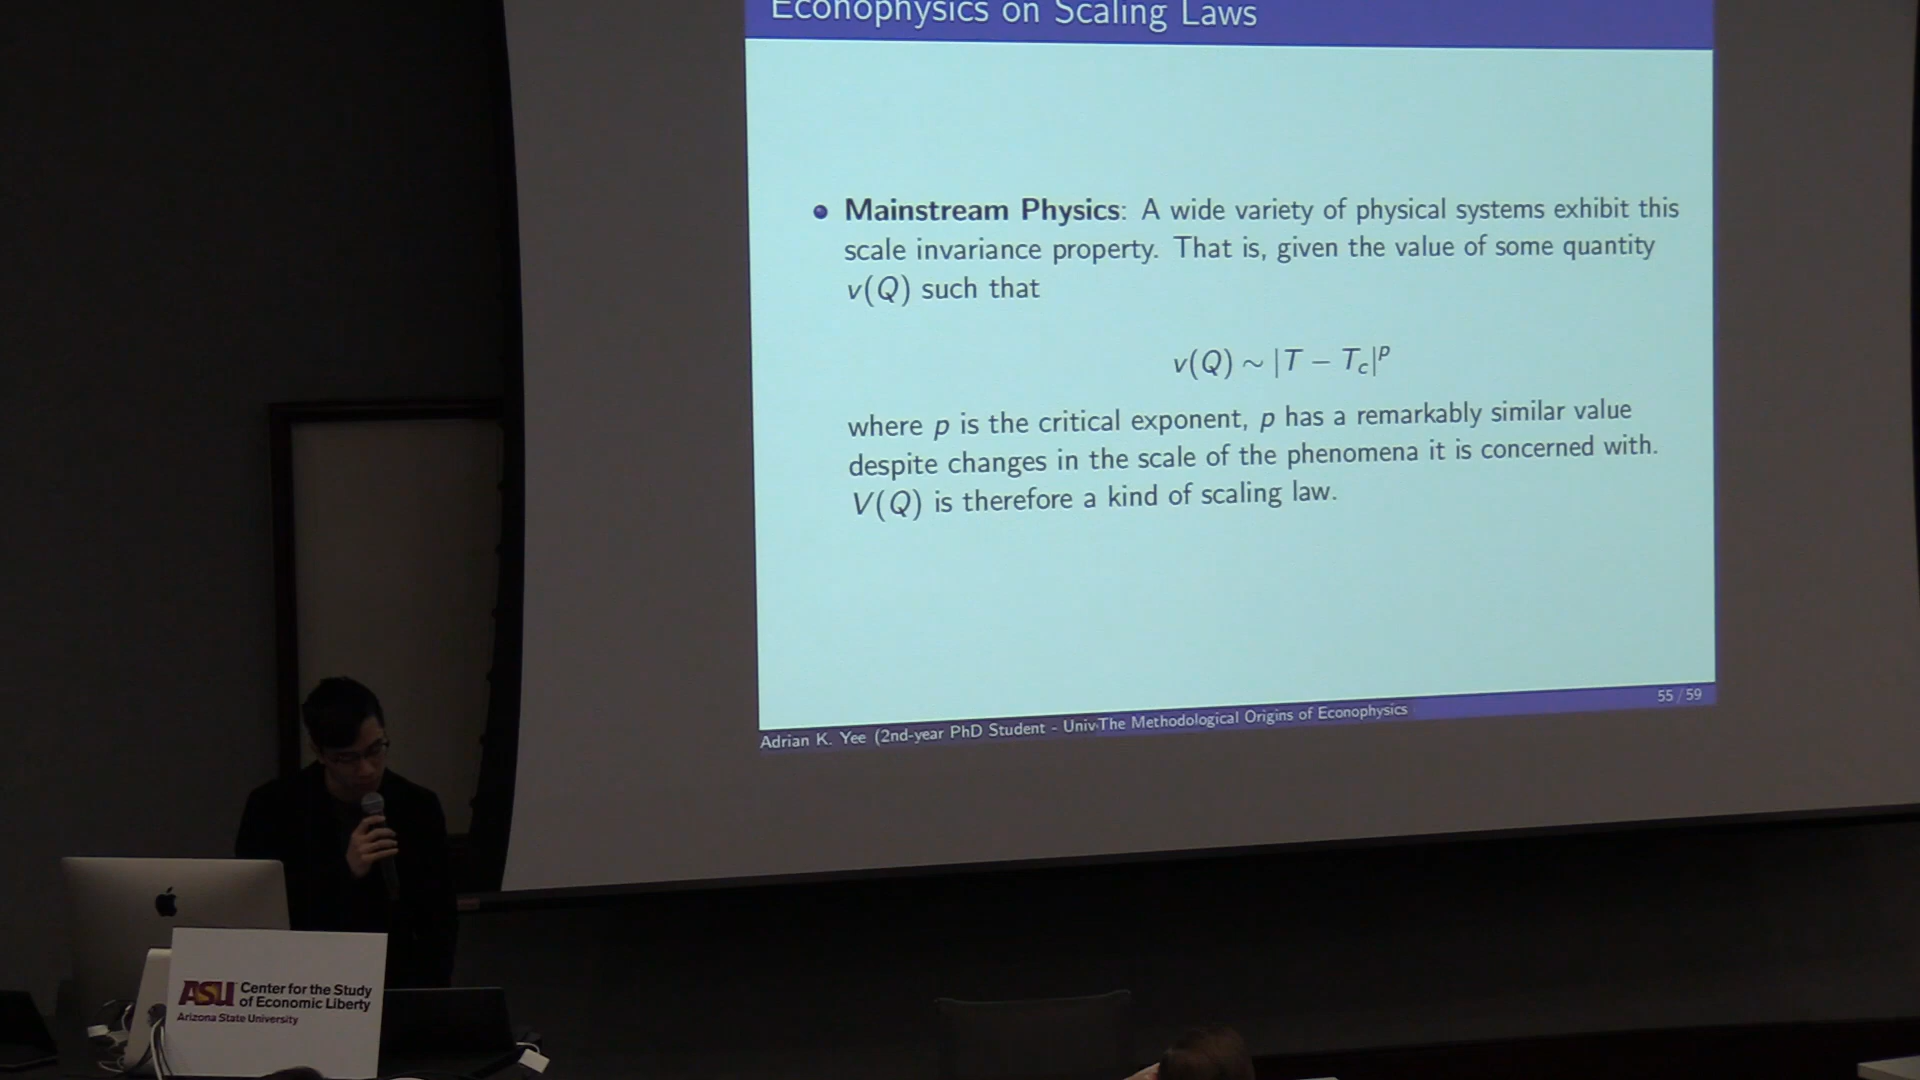 Econophysics on Scaling Laws
Mainstream Physics: A wide variety of physical systems exhibit this
scale invariance property. That is, given the value of some quantity
v(Q) such that
v(Q) ∼ |T − T_c|^p
where p is the critical exponent, p has a remarkably similar value
despite changes in the scale of the phenomena it is concerned with.
V(Q) is therefore a kind of scaling law.
Adrian K. Yee (2nd-year PhD Student - Univ The Methodological Origins of Econophysics
55 / 59
ASU Center for the Study
of Economic Liberty
Arizona State University